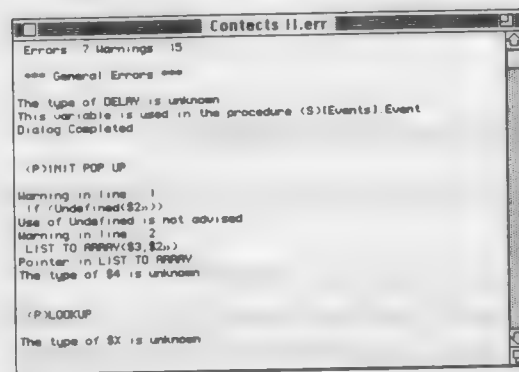 Contacts II.err
Errors 7 Warnings 15
*** General Errors ***
The type of DELAY is unknown
This variable is used in the procedure (S)[Events].Event
Dialog Completed
(P)INIT POP UP
Warning in line 1
If (Undefined($2»))
Use of Undefined is not advised
Warning in line 2
LIST TO ARRAY($3,$2»)
Pointer in LIST TO ARRAY
The type of $4 is unknown
(P)LOOKUP
The type of $X is unknown